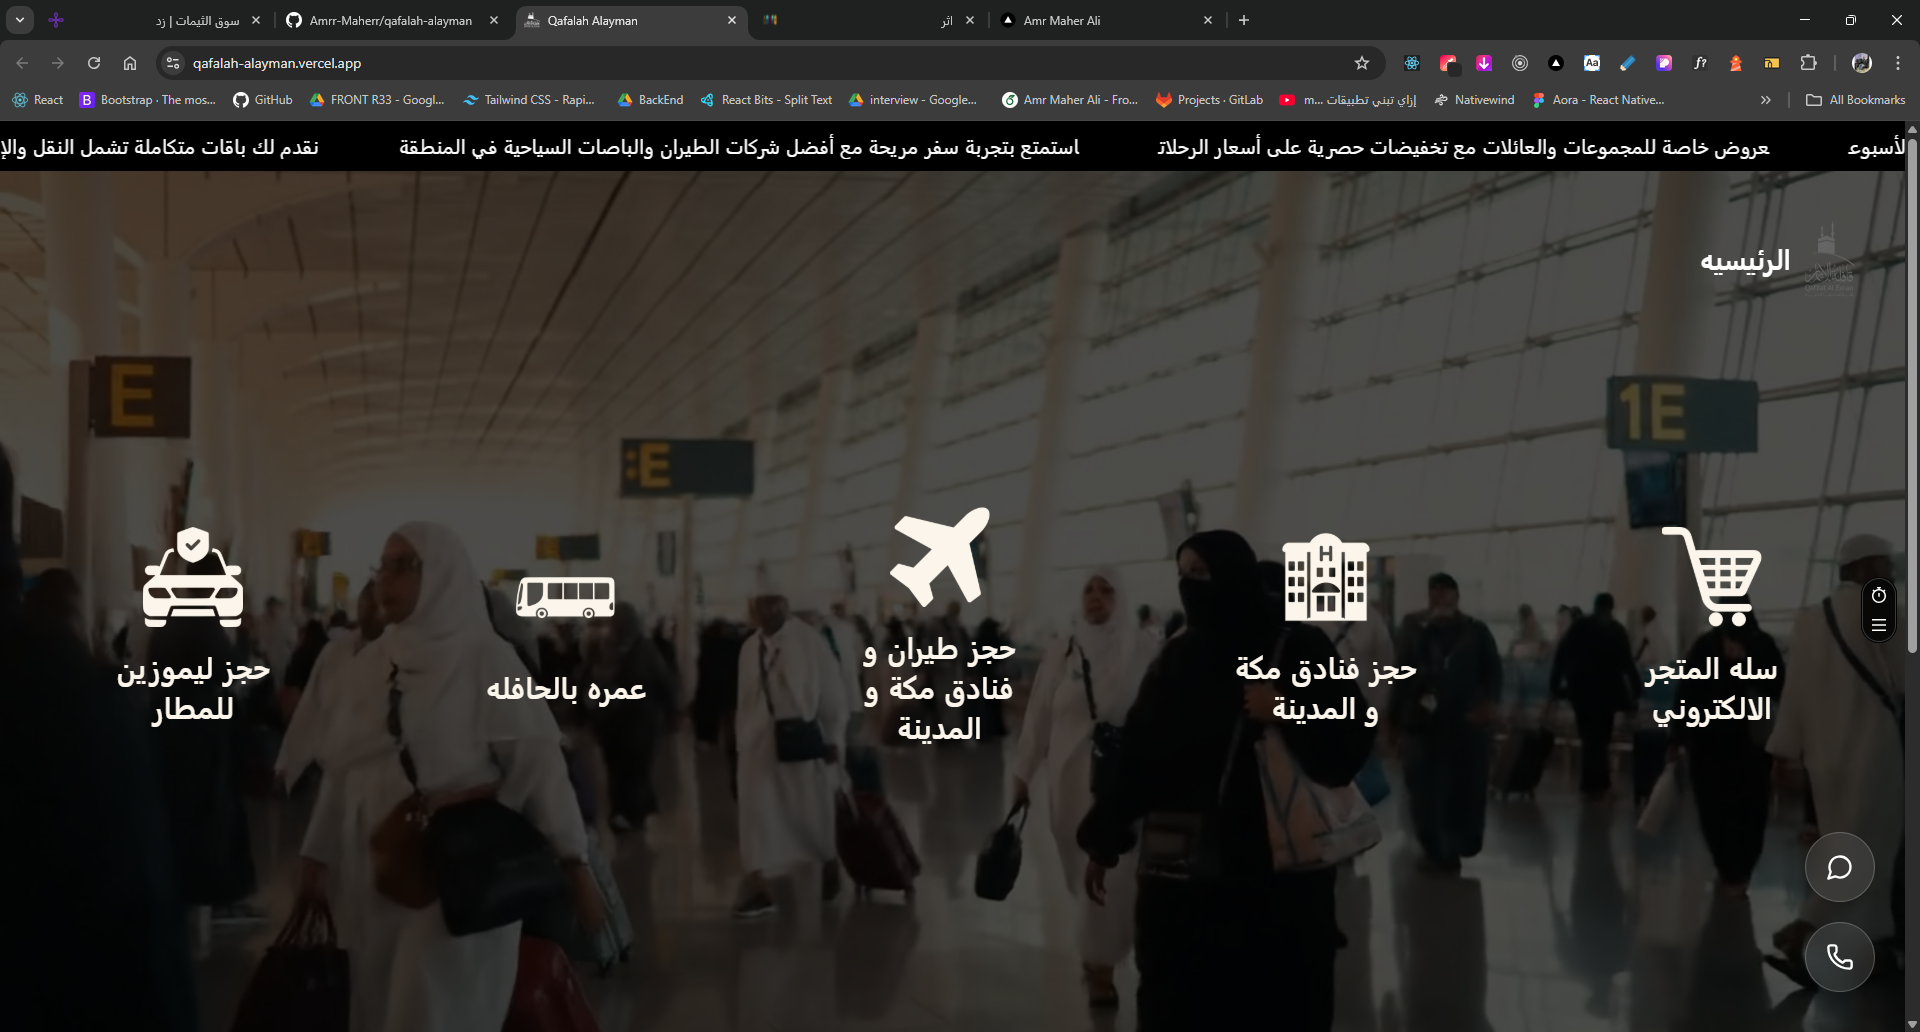 سوق الثيمات | زد
Amrr-Maherr/qafalah-alayman
Qafalah Alayman
اثر
Amr Maher Ali
qafalah-alayman.vercel.app
React
Bootstrap · The mos...
GitHub
FRONT R33 - Googl...
Tailwind CSS - Rapi...
BackEnd
React Bits - Split Text
interview - Google...
Amr Maher Ali - Fro...
Projects · GitLab
إزاي تبني تطبيقات m...
Nativewind
Aora - React Native...
All Bookmarks
لأسبوع
عروض خاصة للمجموعات والعائلات مع تخفيضات حصرية على أسعار الرحلات
استمتع بتجربة سفر مريحة مع أفضل شركات الطيران والباصات السياحية في المنطقة
نقدم لك باقات متكاملة تشمل النقل والإ
الرئيسيه
E
E:
1E
H
سله المتجر
الالكتروني
حجز فنادق مكة
و المدينة
حجز طيران و
فنادق مكة و
المدينة
عمره بالحافله
حجز ليموزين
للمطار